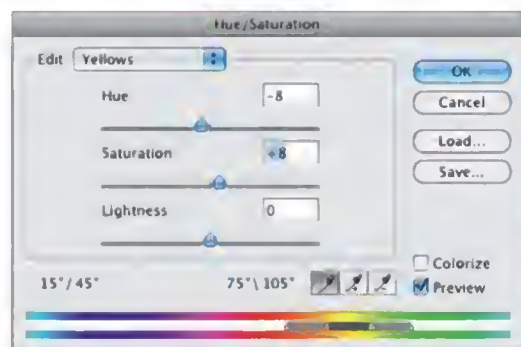 Hue/Saturation
Edit Yellows
OK
Hue -8
Cancel
Load...
Saturation +8
Save...
Lightness 0
Colorize
15°/45° 75°\105°
Preview